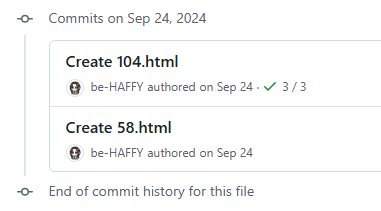 Commits on Sep 24, 2024
Create 104.html
be-HAFFY authored on Sep 24 · ✓ 3 / 3
Create 58.html
be-HAFFY authored on Sep 24
End of commit history for this file